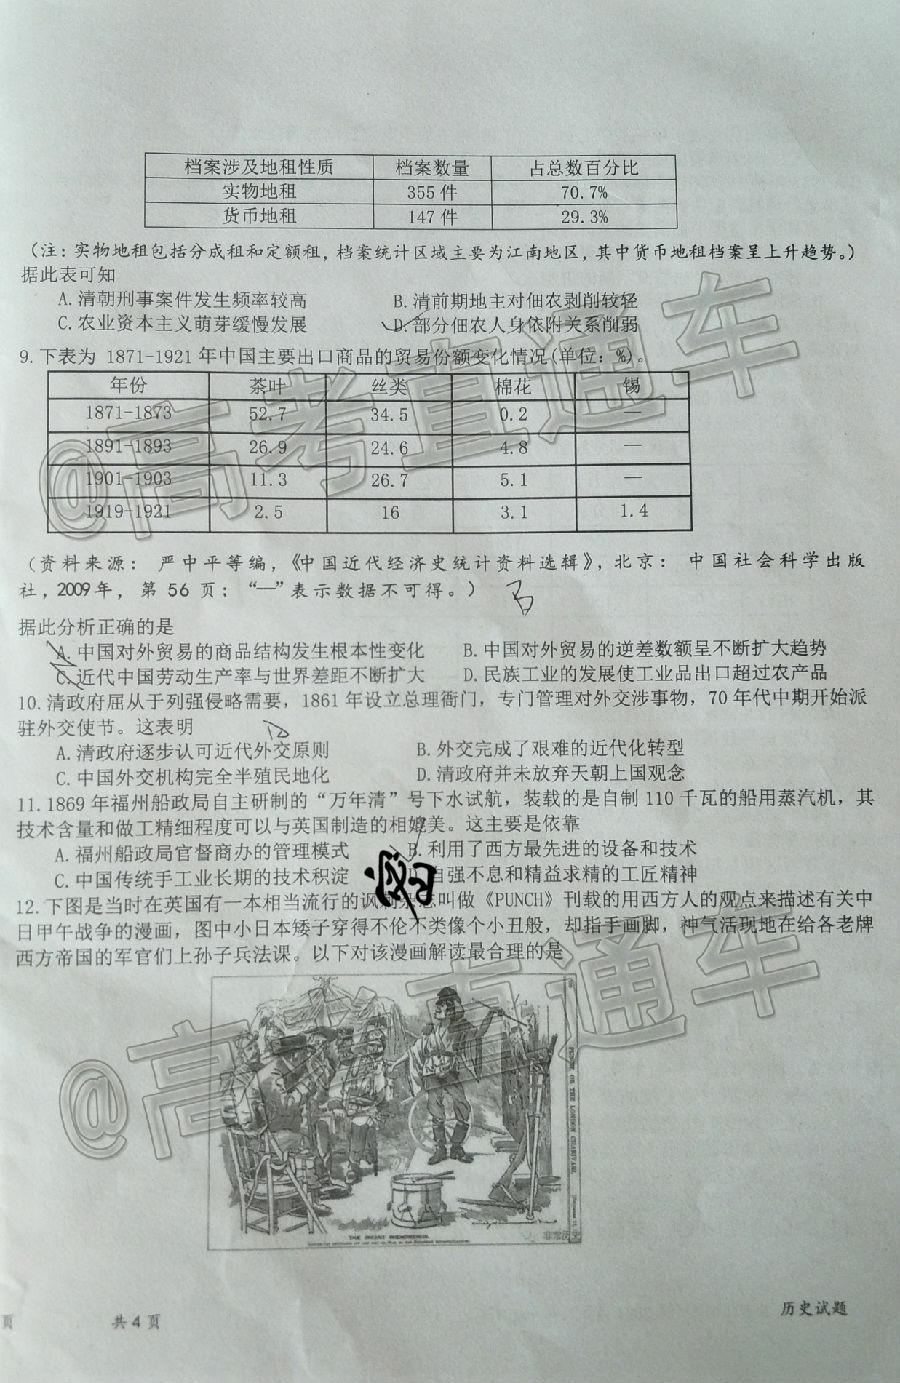 档案涉及地租性质 档案数量 占总数百分比
实物地租 355 件 70.7%
货币地租 147 件 29.3%
（注：实物地租包括分成租和定额租，档案统计区域主要为江南地区，其中货币地租档案呈上升趋势。）
据此表可知
A.清朝刑事案件发生频率较高 B.清前期地主对佃农剥削较轻
C.农业资本主义萌芽缓慢发展 D.部分佃农人身依附关系削弱
9.下表为 1871-1921 年中国主要出口商品的贸易份额变化情况(单位：%)。
年份 茶叶 丝类 棉花 锡
1871-1873 52.7 34.5 0.2 —
1891-1893 26.9 24.6 4.8 —
1901-1903 11.3 26.7 5.1 —
1919-1921 2.5 16 3.1 1.4
（资料来源：严中平等编，《中国近代经济史统计资料选辑》，北京：中国社会科学出版
社，2009年，第 56 页；“—”表示数据不可得。）
据此分析正确的是
A.中国对外贸易的商品结构发生根本性变化 B.中国对外贸易的逆差数额呈不断扩大趋势
C.近代中国劳动生产率与世界差距不断扩大 D.民族工业的发展使工业品出口超过农产品
10.清政府屈从于列强侵略需要，1861 年设立总理衙门，专门管理对外交涉事物，70 年代中期开始派
驻外交使节。这表明
A.清政府逐步认可近代外交原则 B.外交完成了艰难的近代化转型
C.中国外交机构完全半殖民地化 D.清政府并未放弃天朝上国观念
11.1869 年福州船政局自主研制的“万年清”号下水试航，装载的是自制 110 千瓦的船用蒸汽机，其
技术含量和做工精细程度可以与英国制造的相媲美。这主要是依靠
A.福州船政局官督商办的管理模式 B.利用了西方最先进的设备和技术
C.中国传统手工业长期的技术积淀 自强不息和精益求精的工匠精神
12.下图是当时在英国有一本相当流行的讽刺杂志叫做《PUNCH》刊载的用西方人的观点来描述有关中
日甲午战争的漫画，图中小日本矮子穿得不伦不类像个小丑般，却指手画脚，神气活现地在给各老牌
西方帝国的军官们上孙子兵法课。以下对该漫画解读最合理的是
THE INFANT PHENOMENON.
非常历史
历史试题
页 共 4 页
@高考直通车
@高考直通车